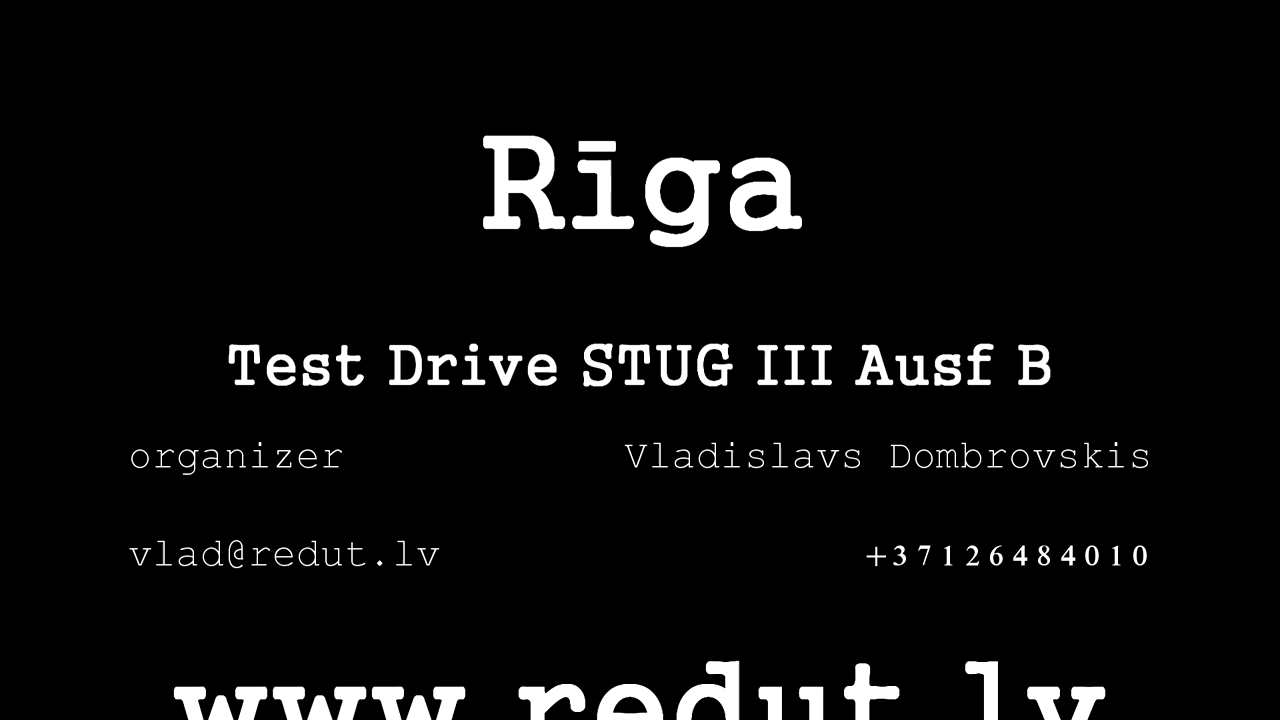 Rīga
Test Drive STUG III Ausf B
organizer Vladislavs Dombrovskis
vlad@redut.lv +37126484010
www.redut.lv